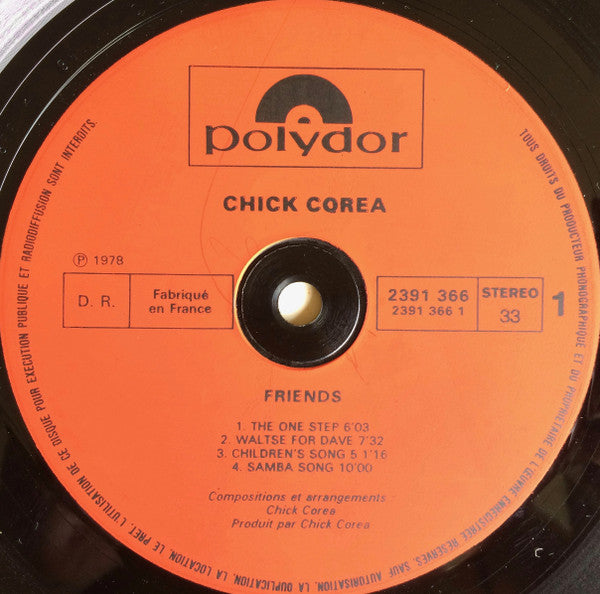 polydor
CHICK COREA
℗ 1978
D. R.
Fabriqué
en France
2391 366
2391 366 1
STEREO
33
1
FRIENDS
1. THE ONE STEP 6'03
2. WALTSE FOR DAVE 7'32
3. CHILDREN'S SONG 5 1'16
4. SAMBA SONG 10'00
Compositions et arrangements :
Chick Corea
Produit par Chick Corea
TOUS DROITS DU PRODUCTEUR PHONOGRAPHIQUE ET DU PROPRIETAIRE DE L'ŒUVRE ENREGISTREE RESERVES. SAUF AUTORISATION, LA DUPLICATION, LA LOCATION, LE PRET, L'UTILISATION DE CE DISQUE POUR EXECUTION PUBLIQUE ET RADIODIFFUSION SONT INTERDITS.